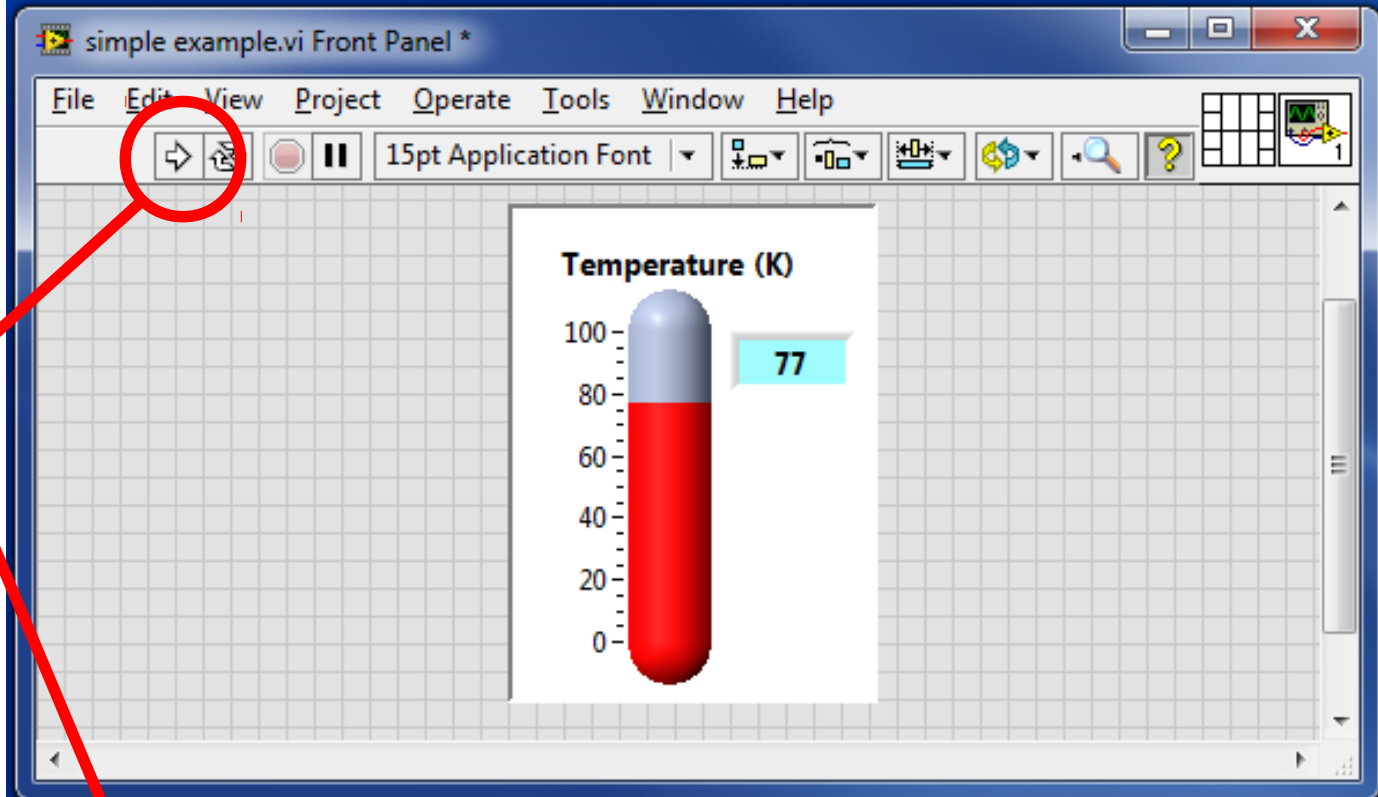 simple example.vi Front Panel *
File Edit View Project Operate Tools Window Help
15pt Application Font
?
1
Temperature (K)
100
77
80
60
40
20
0